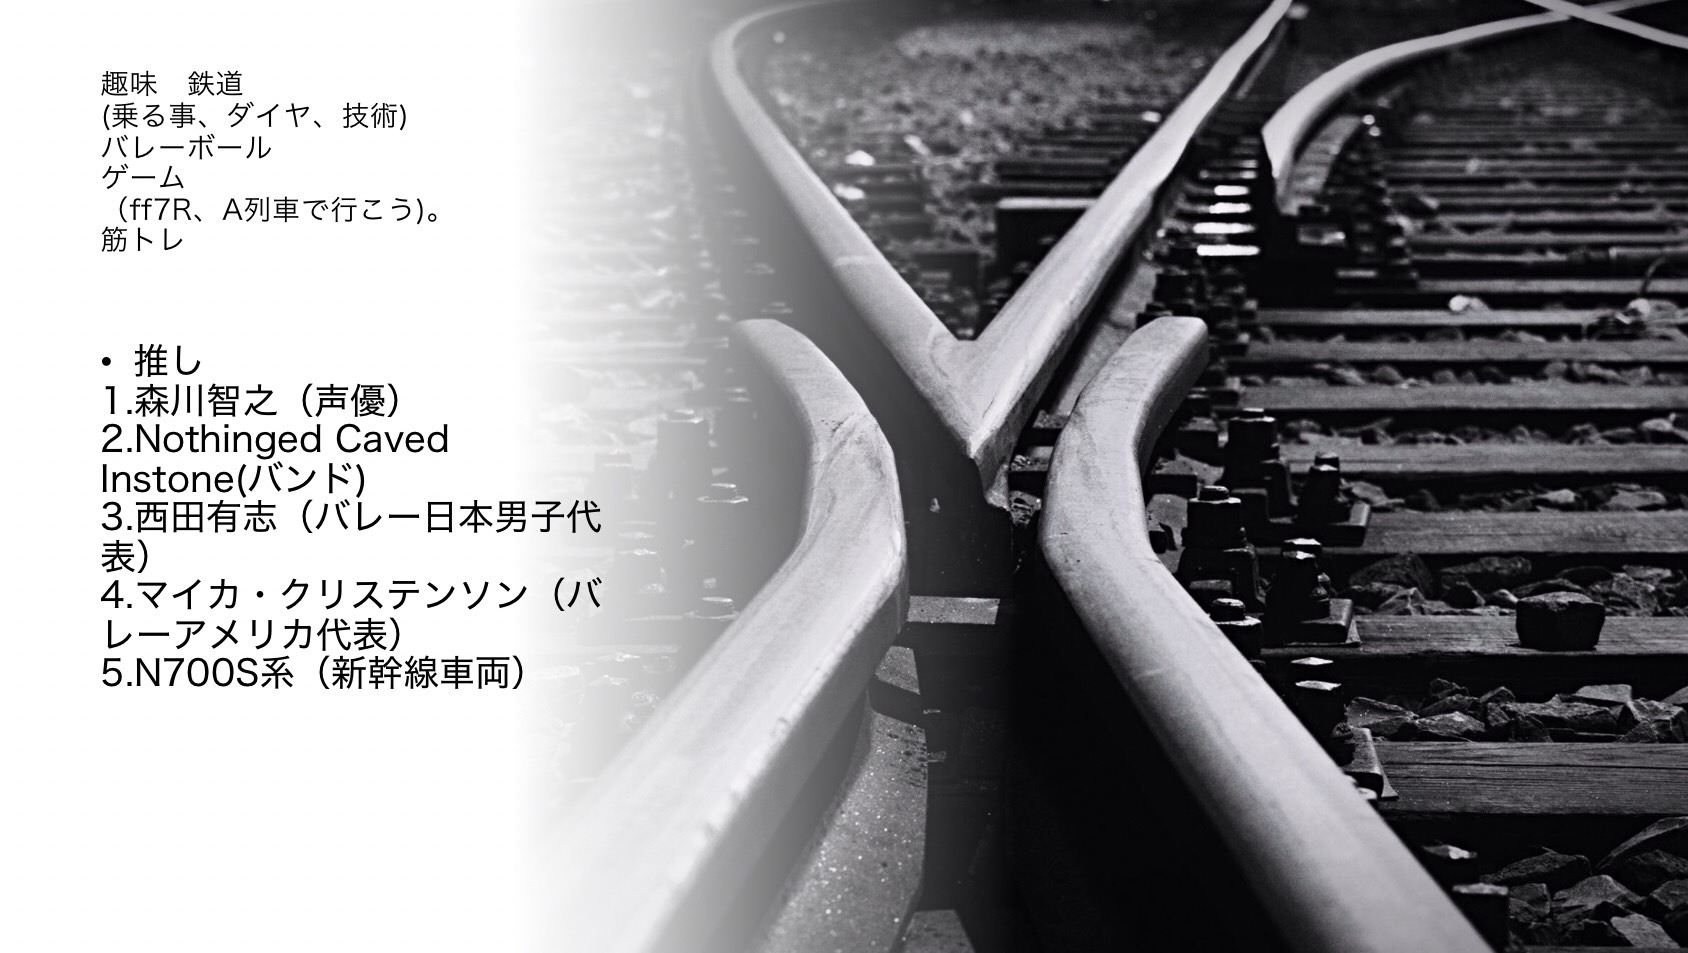 趣味　鉄道
(乗る事、ダイヤ、技術)
バレーボール
ゲーム
（ff7R、A列車で行こう)。
筋トレ
• 推し
1.森川智之（声優）
2.Nothinged Caved
Instone(バンド)
3.西田有志（バレー日本男子代
表）
4.マイカ・クリステンソン（バ
レーアメリカ代表）
5.N700S系（新幹線車両）